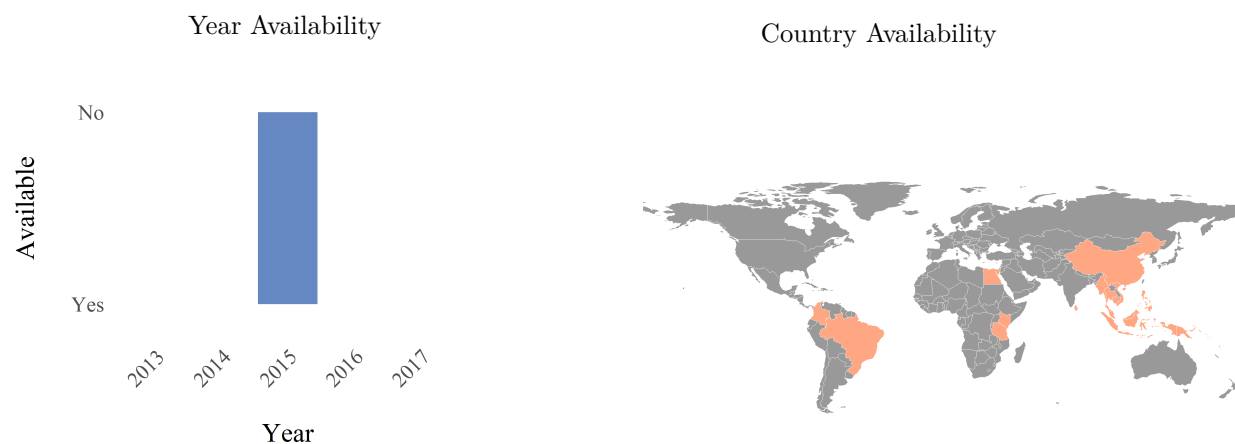 Year Availability
No
Available
Yes
2013
2014
2015
2016
2017
Year
Country Availability